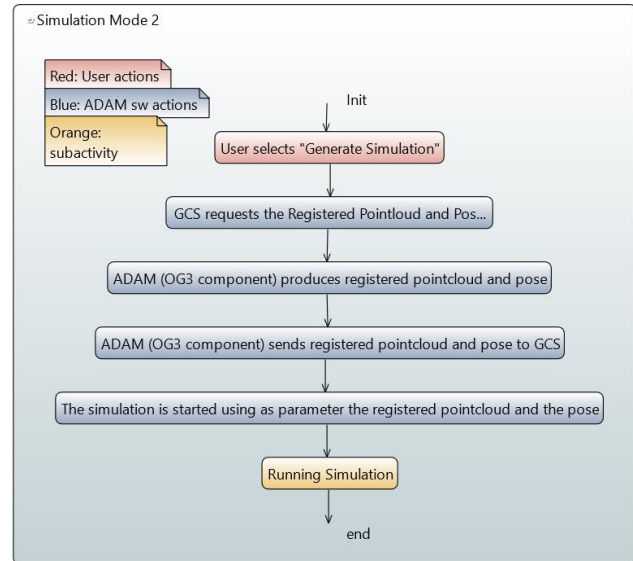 Simulation Mode 2
Red: User actions
Blue: ADAM sw actions
Orange:
subactivity
Init
User selects "Generate Simulation"
GCS requests the Registered Pointloud and Pos...
ADAM (OG3 component) produces registered pointcloud and pose
ADAM (OG3 component) sends registered pointcloud and pose to GCS
The simulation is started using as parameter the registered pointcloud and the pose
Running Simulation
end